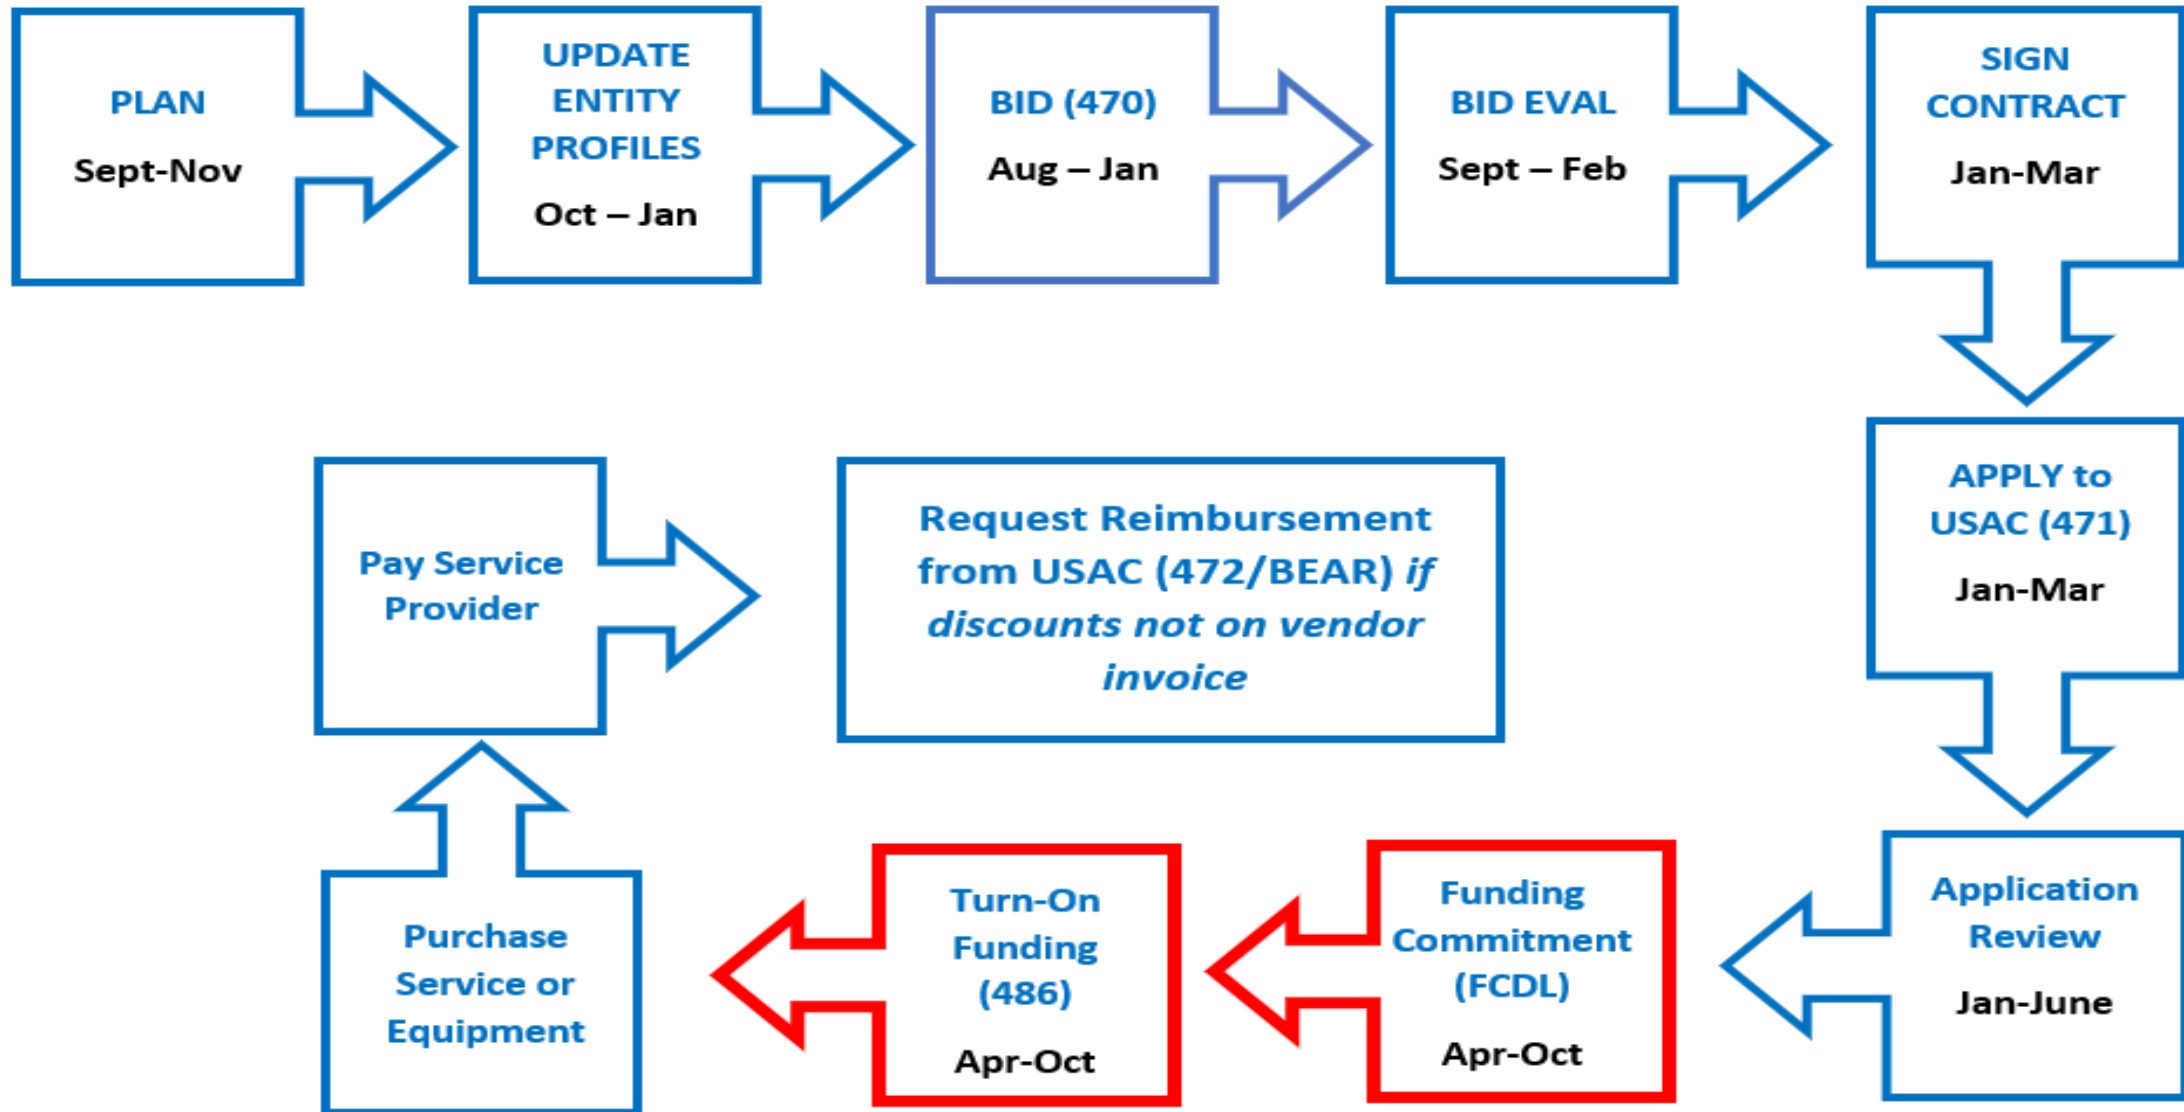 PLAN
Sept-Nov
UPDATE
ENTITY
PROFILES
Oct – Jan
BID (470)
Aug – Jan
BID EVAL
Sept – Feb
SIGN
CONTRACT
Jan-Mar
APPLY to
USAC (471)
Jan-Mar
Application
Review
Jan-June
Funding
Commitment
(FCDL)
Apr-Oct
Turn-On
Funding
(486)
Apr-Oct
Purchase
Service or
Equipment
Pay Service
Provider
Request Reimbursement
from USAC (472/BEAR) if
discounts not on vendor
invoice